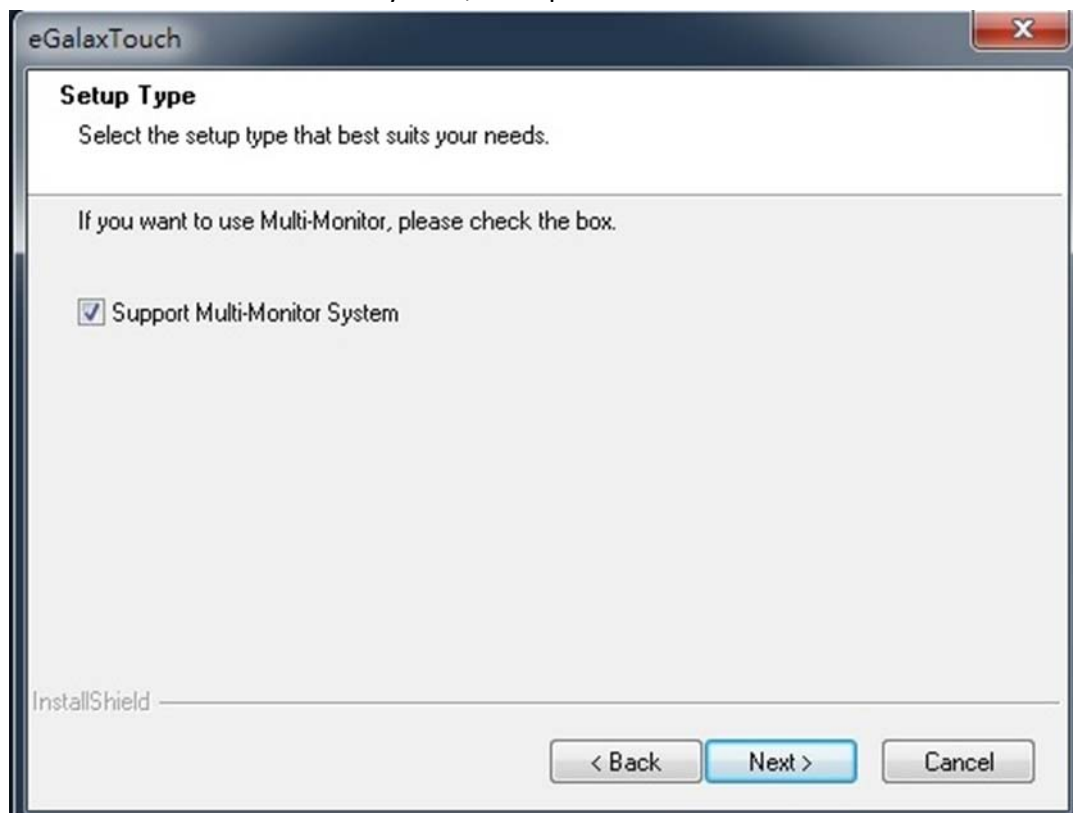 eGalaxTouch
Setup Type
Select the setup type that best suits your needs.
If you want to use Multi-Monitor, please check the box.
Support Multi-Monitor System
InstallShield
< Back Next > Cancel